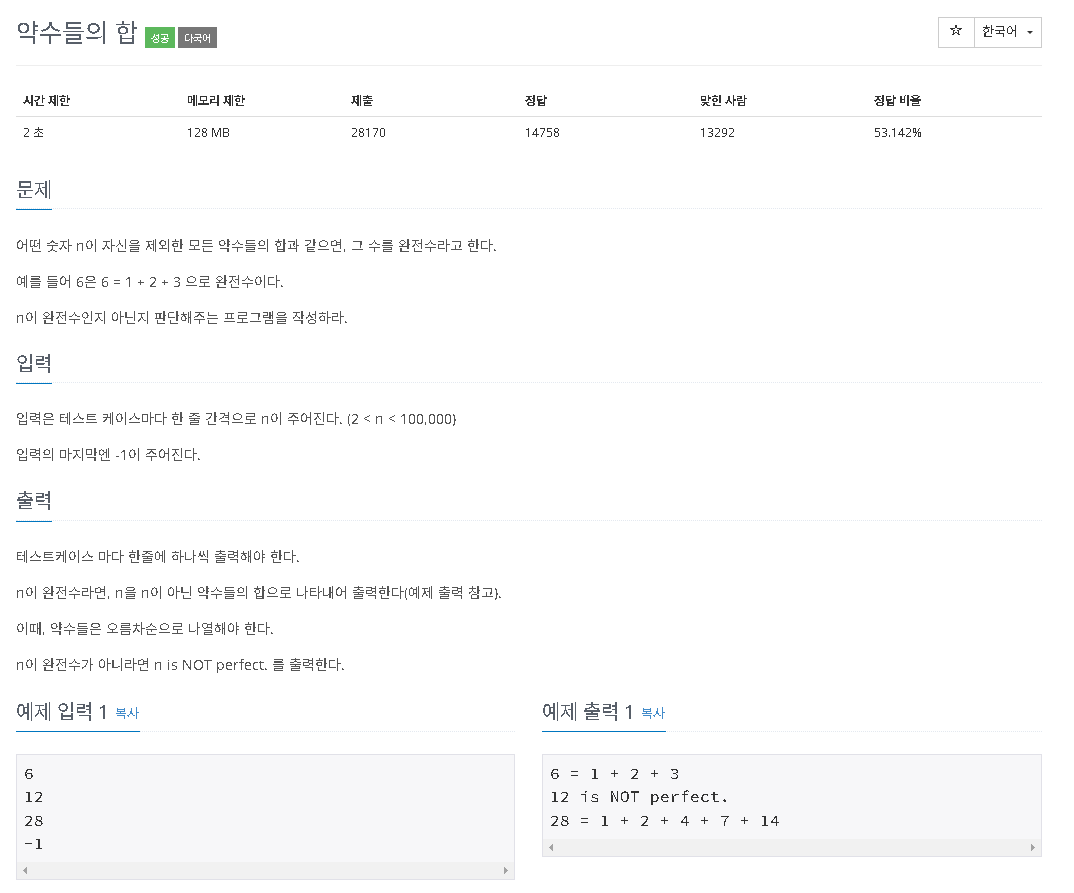 약수들의 합 성공 다국어
☆ 한국어
시간 제한 메모리 제한 제출 정답 맞힌 사람 정답 비율
2 초 128 MB 28170 14758 13292 53.142%
문제
어떤 숫자 n이 자신을 제외한 모든 약수들의 합과 같으면, 그 수를 완전수라고 한다.
예를 들어 6은 6 = 1 + 2 + 3 으로 완전수이다.
n이 완전수인지 아닌지 판단해주는 프로그램을 작성하라.
입력
입력은 테스트 케이스마다 한 줄 간격으로 n이 주어진다. (2 < n < 100,000)
입력의 마지막엔 -1이 주어진다.
출력
테스트케이스 마다 한줄에 하나씩 출력해야 한다.
n이 완전수라면, n을 n이 아닌 약수들의 합으로 나타내어 출력한다(예제 출력 참고).
이때, 약수들은 오름차순으로 나열해야 한다.
n이 완전수가 아니라면 n is NOT perfect. 를 출력한다.
예제 입력 1 복사
6
12
28
-1
예제 출력 1 복사
6 = 1 + 2 + 3
12 is NOT perfect.
28 = 1 + 2 + 4 + 7 + 14